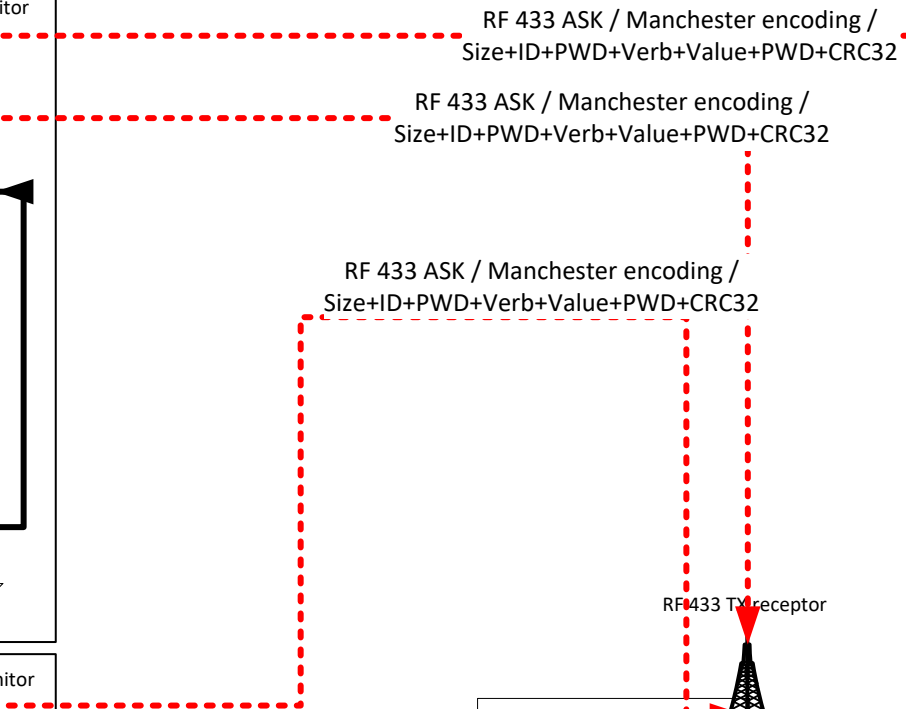 itor
RF 433 ASK / Manchester encoding /
Size+ID+PWD+Verb+Value+PWD+CRC32
RF 433 ASK / Manchester encoding /
Size+ID+PWD+Verb+Value+PWD+CRC32
RF 433 ASK / Manchester encoding /
Size+ID+PWD+Verb+Value+PWD+CRC32
RF 433 TX receptor
nitor